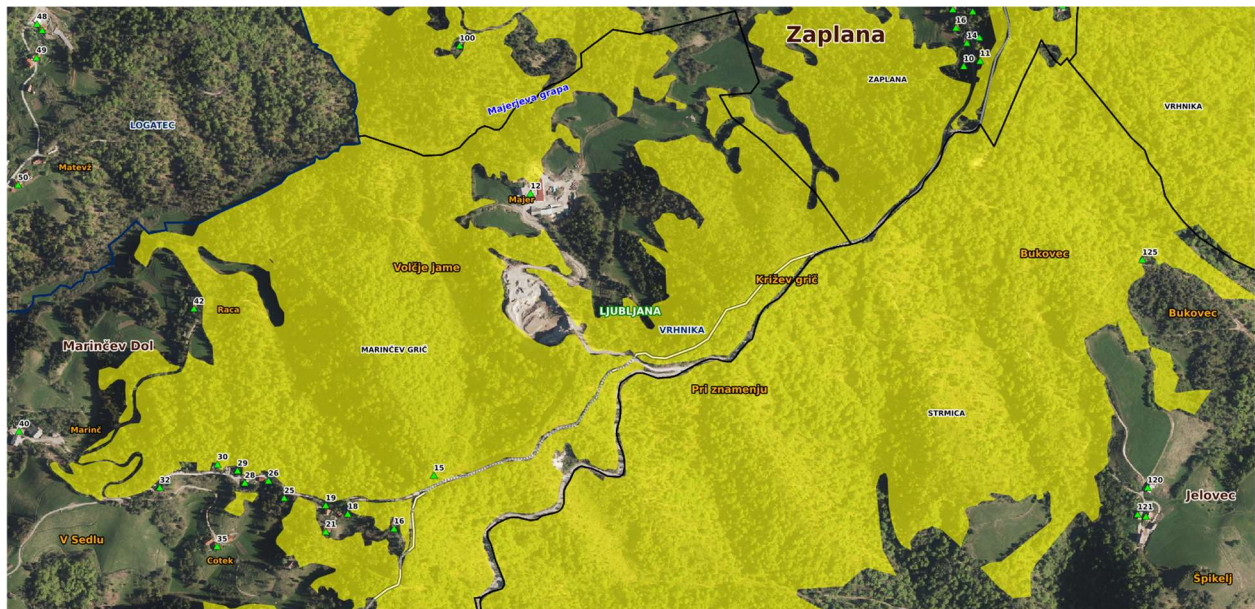 48
49
LOGATEC
Matevž
50
100
Majerjeva grapa
Zaplana
ZAPLANA
16
14
11
10
VRHNIKA
12
Majer
42
Raca
Marinčev Dol
Volčje jame
MARINČEV GRIČ
LJUBLJANA
VRHNIKA
Križev grič
Pri znamenju
Bukovec
125
Bukovec
STRMICA
40
Marinč
30
29
28
26
32
25
19
18
21
16
15
35
Cotek
V Sedlu
120
121
Jelovec
Špikelj